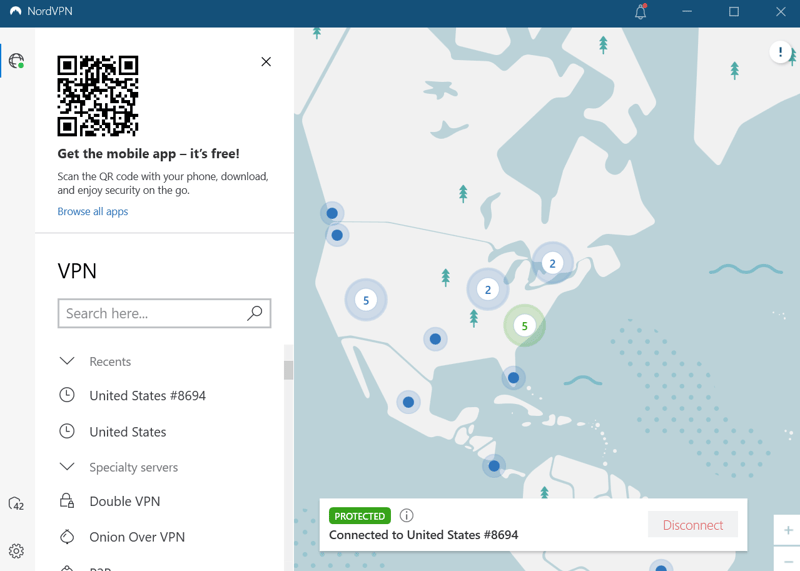 NordVPN
Get the mobile app – it's free!
Scan the QR code with your phone, download,
and enjoy security on the go.
Browse all apps
VPN
Search here...
Recents
United States #8694
United States
Specialty servers
Double VPN
Onion Over VPN
P2P
42
5
2
2
5
!
PROTECTED
Connected to United States #8694
Disconnect